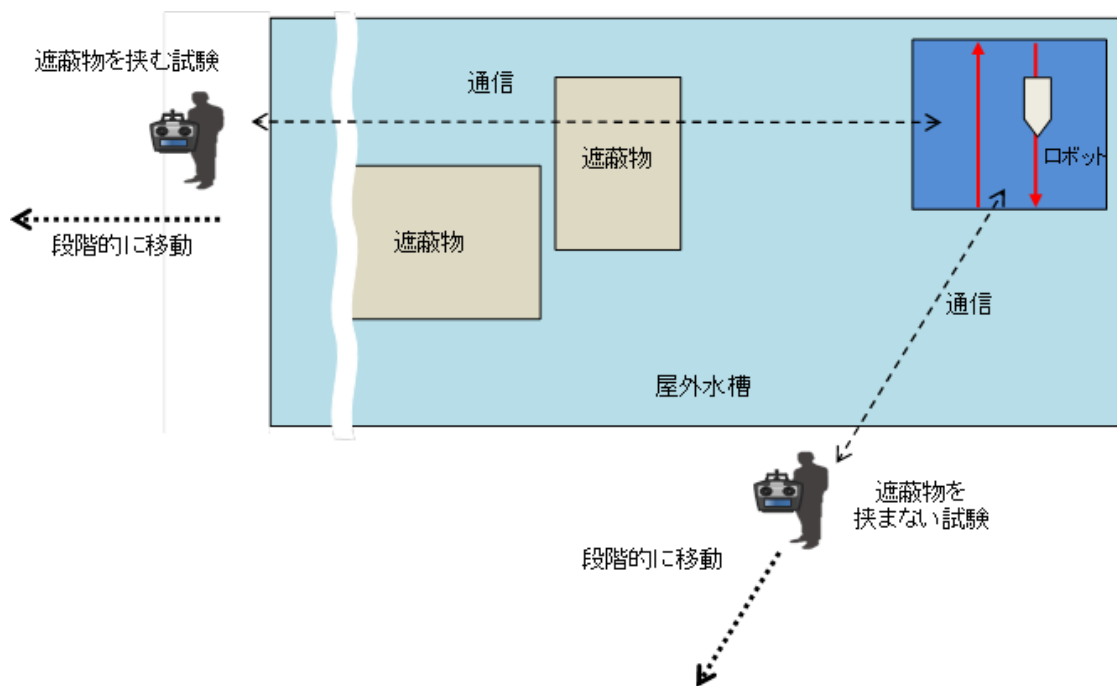 遮蔽物を挟む試験
通信
遮蔽物
ロボット
段階的に移動
遮蔽物
通信
屋外水槽
遮蔽物を
挟まない試験
段階的に移動